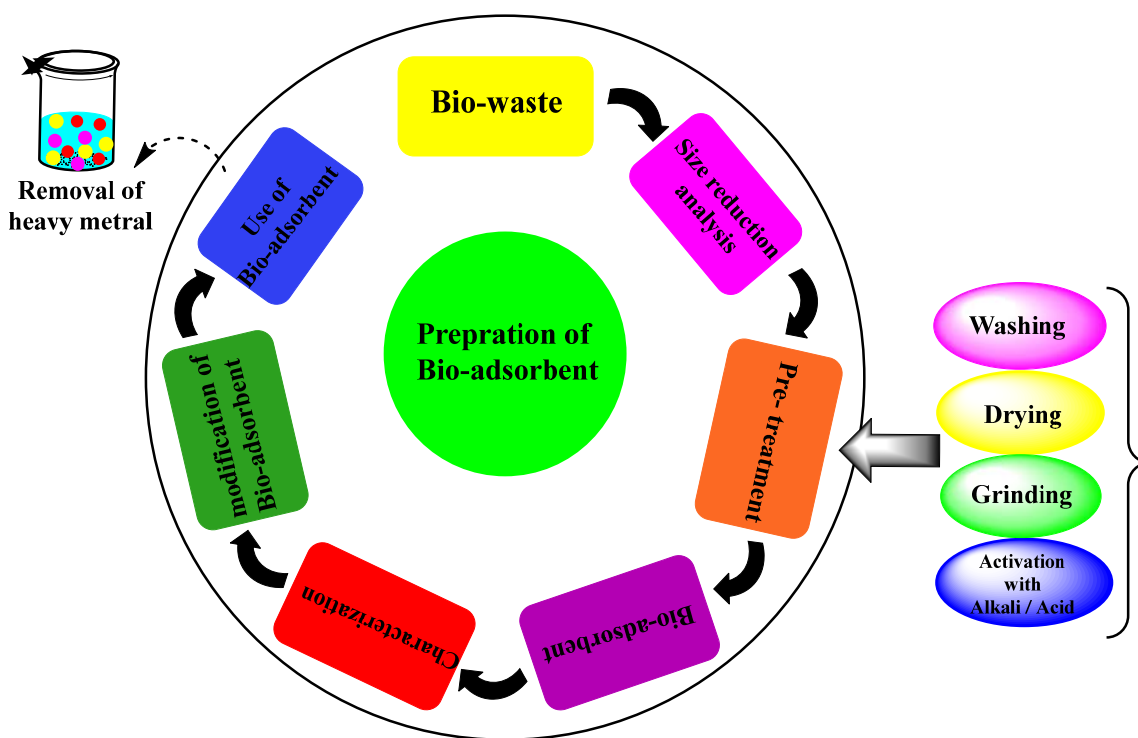 Bio-waste
Size reduction
analysis
Pre- treatment
Bio-adsorbent
Characterization
modification of
Bio-adsorbent
Use of
Bio-adsorbent
Removal of
heavy metral
Prepration of
Bio-adsorbent
Washing
Drying
Grinding
Activation
with
Alkali / Acid